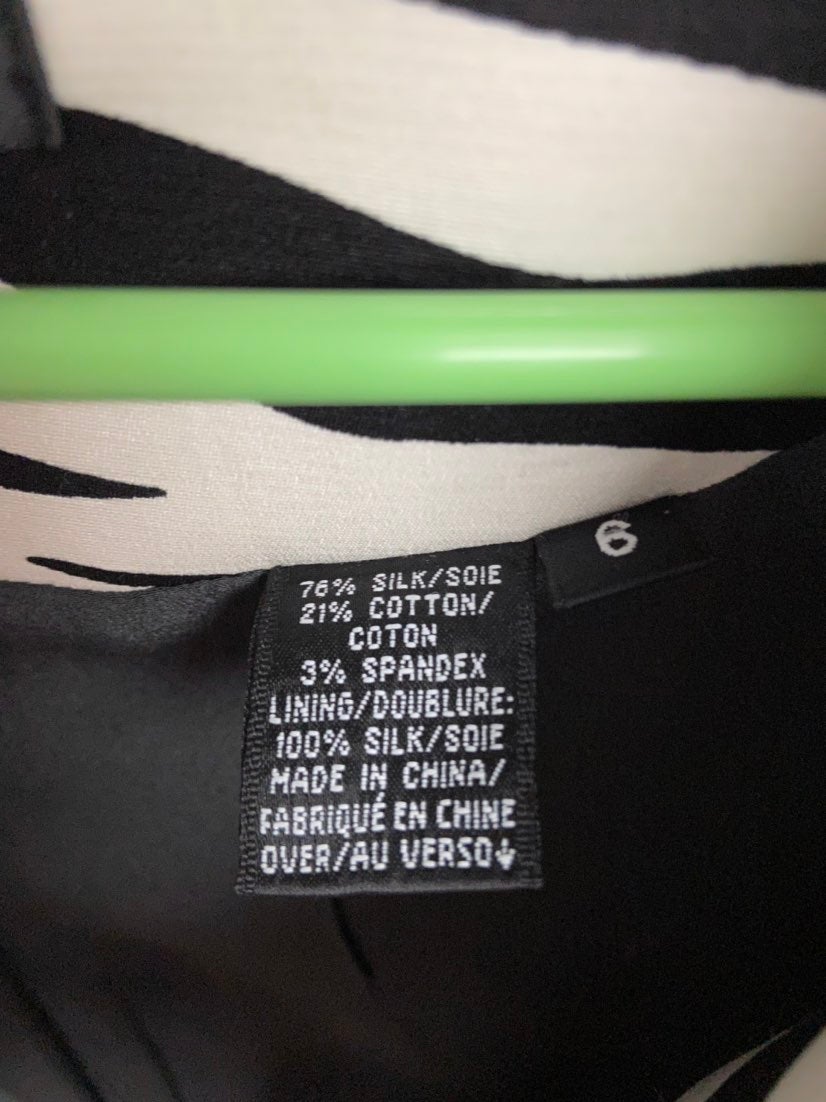 6
76% SILK/SOIE
21% COTTON/
COTON
3% SPANDEX
LINING/DOUBLURE:
100% SILK/SOIE
MADE IN CHINA/
FABRIQUÉ EN CHINE
OVER/AU VERSO↓